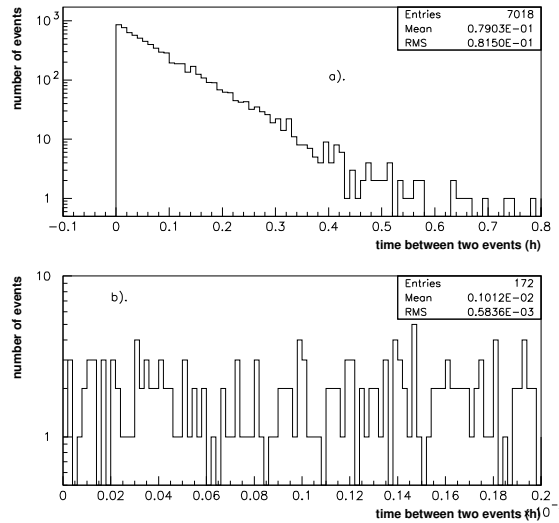 number of events
10³
10²
10
1
Entries 7018
Mean 0.7903E-01
RMS 0.8150E-01
a).
-0.1 0 0.1 0.2 0.3 0.4 0.5 0.6 0.7 0.8
time between two events (h)
number of events
10
1
Entries 172
Mean 0.1012E-02
RMS 0.5836E-03
b).
0 0.02 0.04 0.06 0.08 0.1 0.12 0.14 0.16 0.18 0.2
time between two events (h)